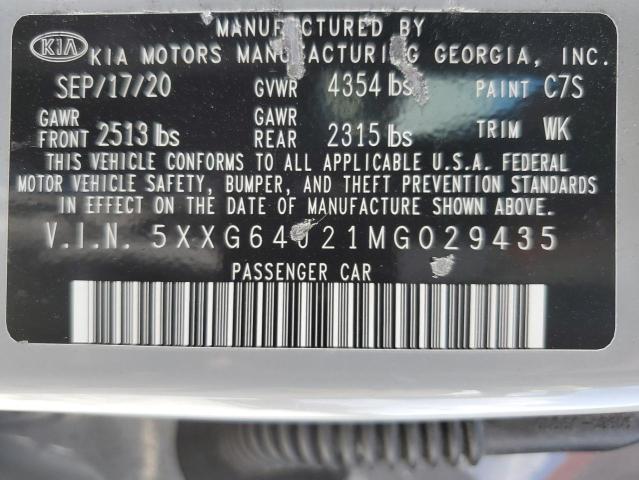 MANUFACTURED BY
KIA KIA MOTORS MANUFACTURING GEORGIA, INC.
SEP/17/20 GVWR 4354 lbs PAINT C7S
GAWR FRONT 2513 lbs GAWR REAR 2315 lbs TRIM WK
THIS VEHICLE CONFORMS TO ALL APPLICABLE U.S.A. FEDERAL
MOTOR VEHICLE SAFETY, BUMPER, AND THEFT PREVENTION STANDARDS
IN EFFECT ON THE DATE OF MANUFACTURE SHOWN ABOVE.
V.I.N. 5XXG64J21MG029435
PASSENGER CAR